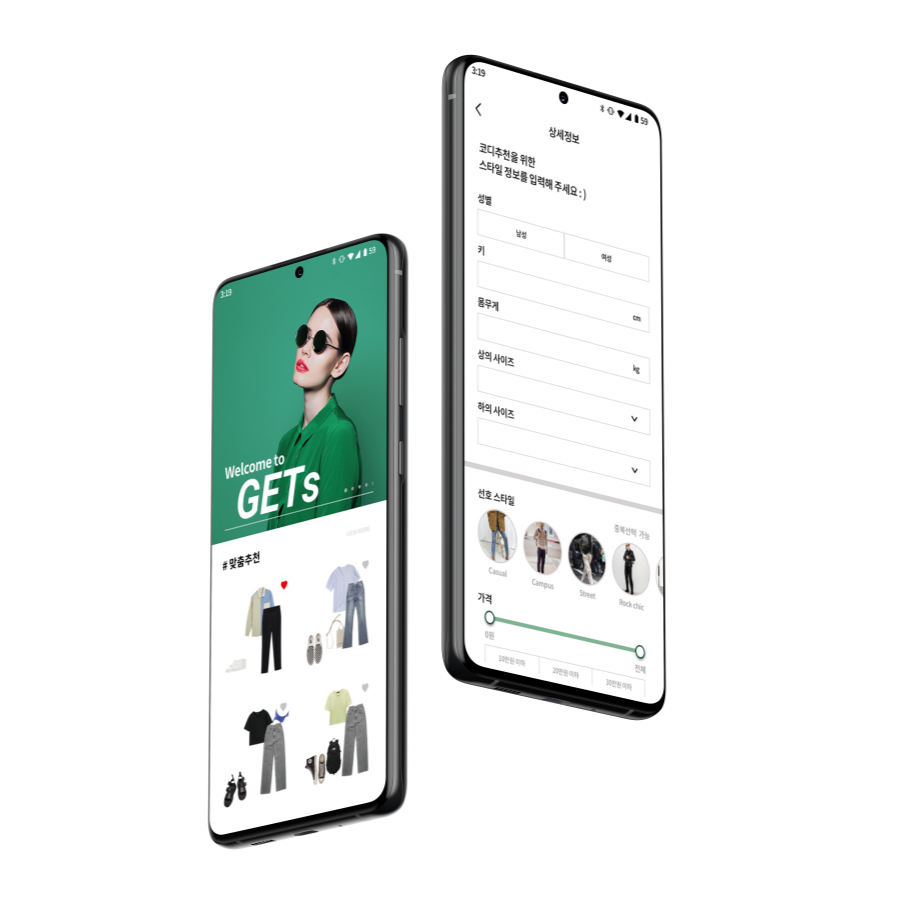 3:19
59
Welcome to
GETs
VIEW MORE
# 맞춤추천
3:19
59
상세정보
코디추천을 위한
스타일 정보를 입력해 주세요 : )
성별
남성
여성
키
cm
몸무게
kg
상의 사이즈
하의 사이즈
선호 스타일
중복선택 가능
Casual
Campus
Street
Rock chic
가격
0원
전체
10만원 이하
20만원 이하
30만원 이하